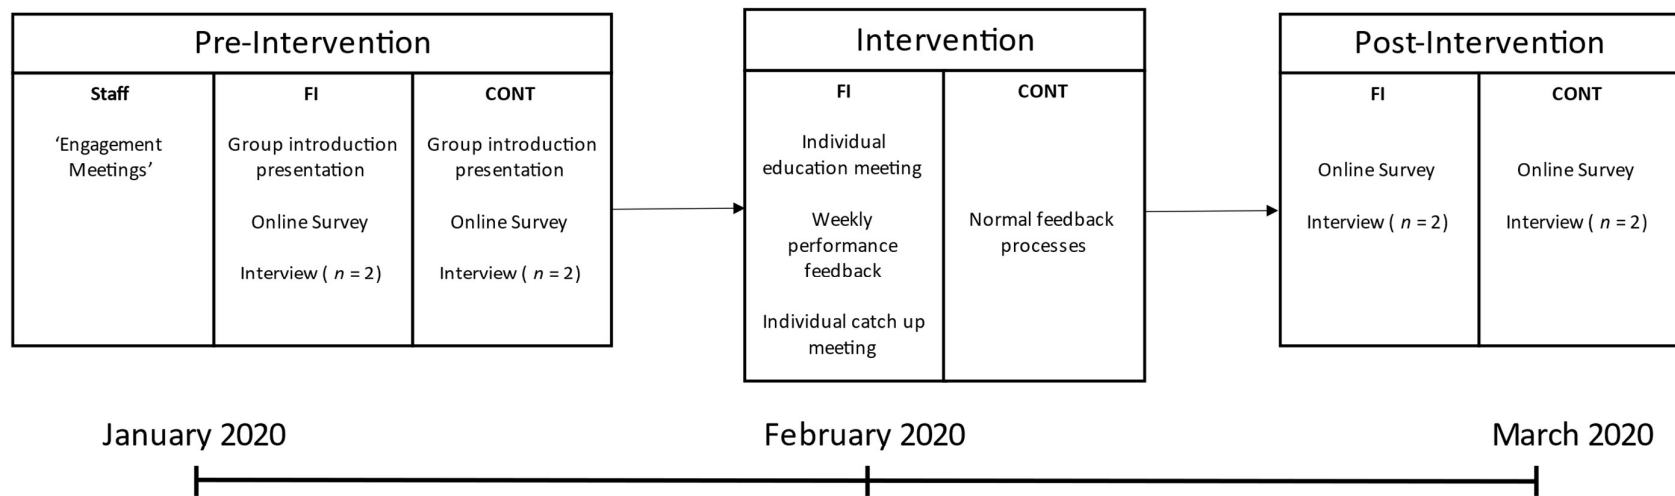 Pre-Intervention
Staff
‘Engagement
Meetings’
FI
Group introduction
presentation
Online Survey
Interview ( n = 2)
CONT
Group introduction
presentation
Online Survey
Interview ( n = 2)
Intervention
FI
Individual
education meeting
Weekly
performance
feedback
Individual catch up
meeting
CONT
Normal feedback
processes
Post-Intervention
FI
Online Survey
Interview ( n = 2)
CONT
Online Survey
Interview ( n = 2)
January 2020
February 2020
March 2020